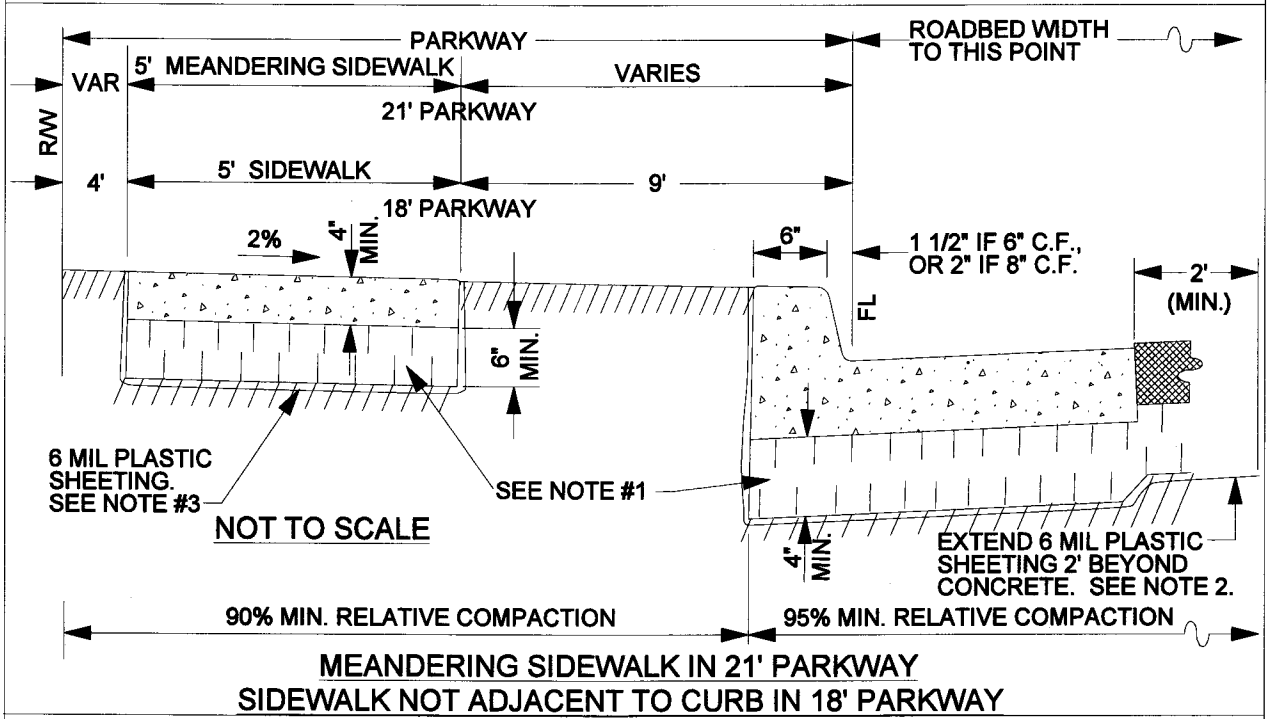 PARKWAY
ROADBED WIDTH
TO THIS POINT
VAR
5' MEANDERING SIDEWALK
VARIES
21' PARKWAY
R/W
4'
5' SIDEWALK
9'
18' PARKWAY
2%
4"
MIN.
6"
1 1/2" IF 6" C.F.,
OR 2" IF 8" C.F.
2'
(MIN.)
FL
6"
MIN.
6 MIL PLASTIC
SHEETING.
SEE NOTE #3
SEE NOTE #1
NOT TO SCALE
4"
MIN.
EXTEND 6 MIL PLASTIC
SHEETING 2' BEYOND
CONCRETE. SEE NOTE 2.
90% MIN. RELATIVE COMPACTION
95% MIN. RELATIVE COMPACTION
MEANDERING SIDEWALK IN 21' PARKWAY
SIDEWALK NOT ADJACENT TO CURB IN 18' PARKWAY